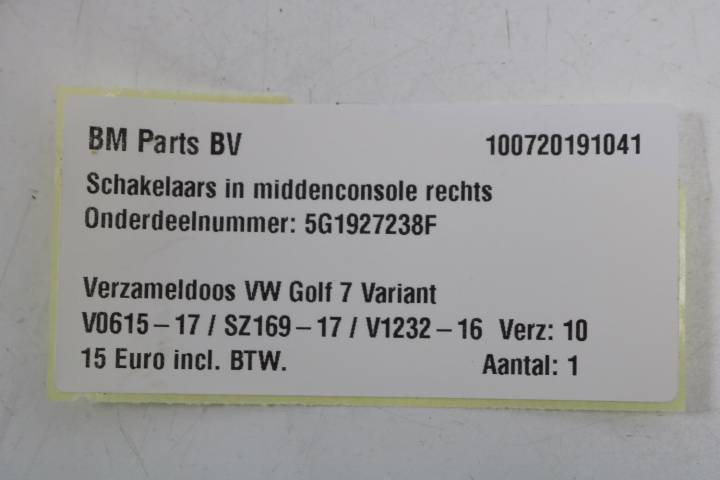 BM Parts BV 100720191041
Schakelaars in middenconsole rechts
Onderdeelnummer: 5G1927238F
Verzameldoos VW Golf 7 Variant
V0615-17 / SZ169-17 / V1232-16 Verz: 10
15 Euro incl. BTW. Aantal: 1